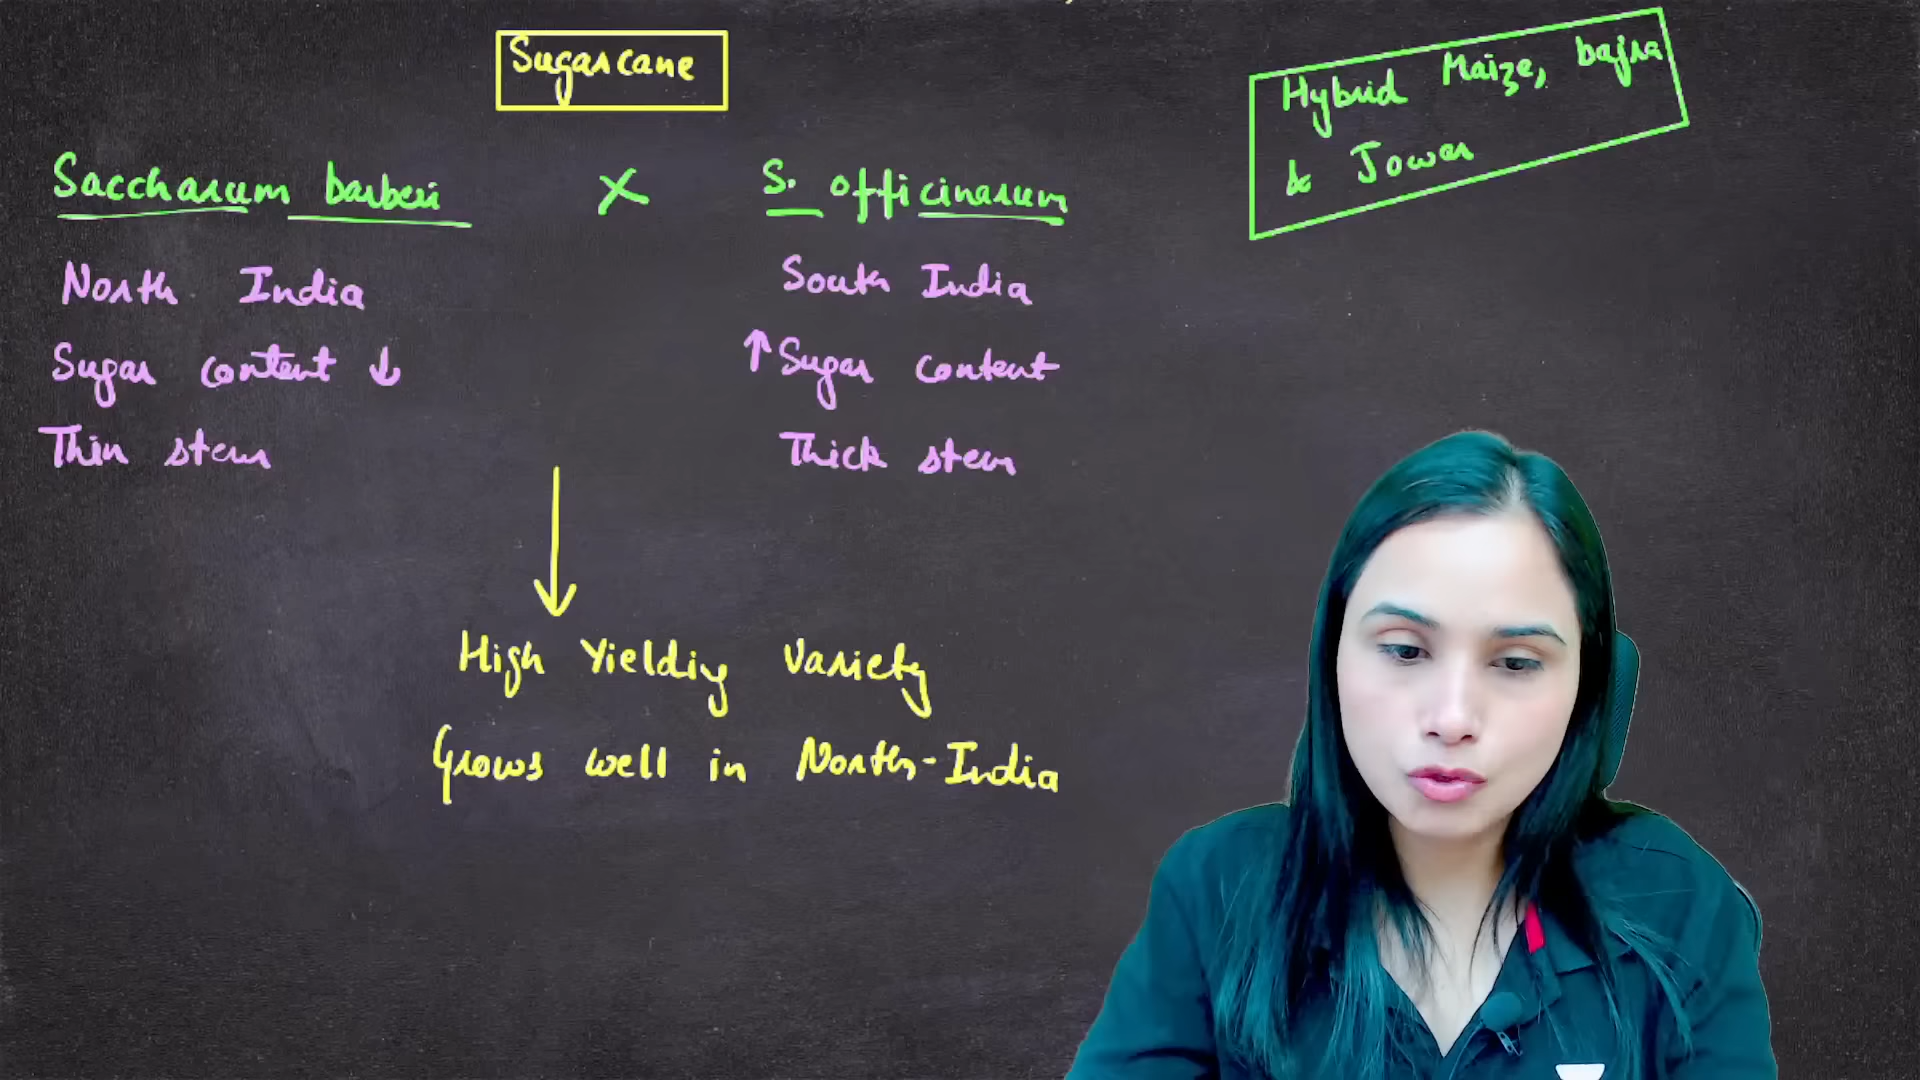 Sugarcane
Hybrid Maize, bajra
& Jowar
Saccharum barberi X S. officinarum
North India
South India
Sugar content ↓
↑ Sugar content
Thin stem
Thick stem
High Yielding Variety
Grows well in North-India